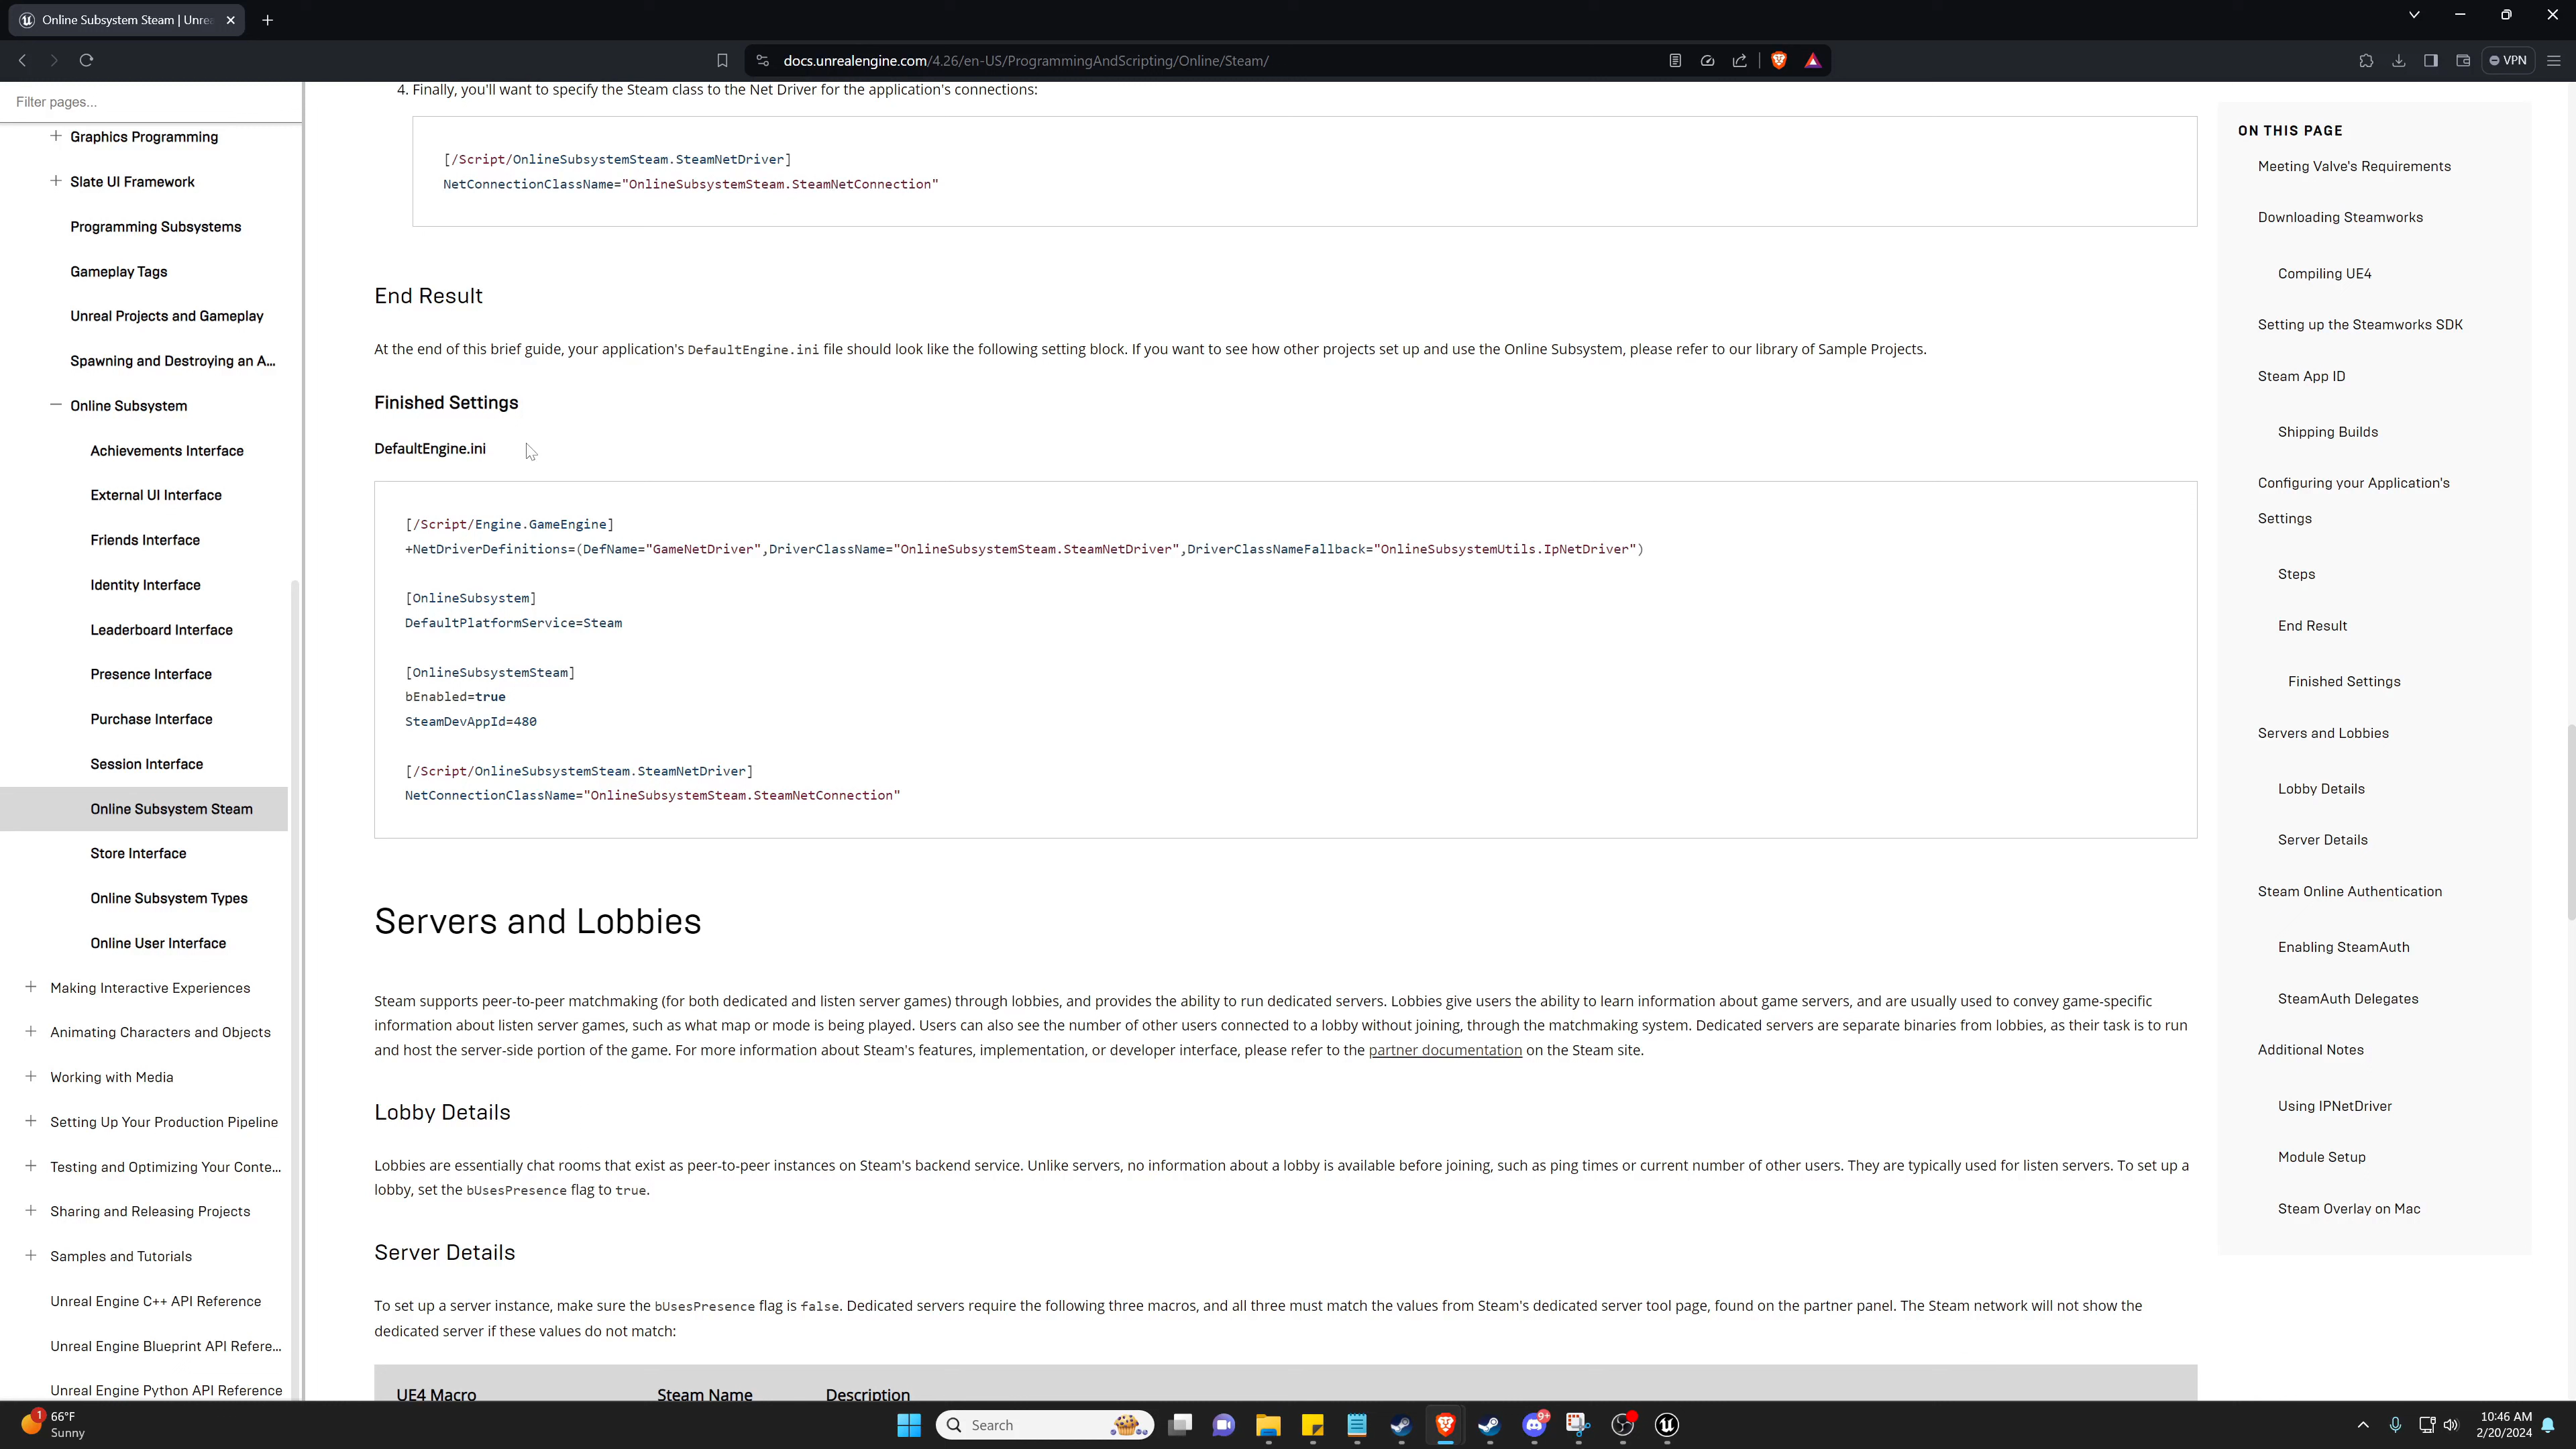 Online Subsystem Steam | Unre
docs.unrealengine.com/4.26/en-US/ProgrammingAndScripting/Online/Steam/
VPN
Filter pages...
Graphics Programming
Slate UI Framework
Programming Subsystems
Gameplay Tags
Unreal Projects and Gameplay
Spawning and Destroying an A...
Online Subsystem
Achievements Interface
External UI Interface
Friends Interface
Identity Interface
Leaderboard Interface
Presence Interface
Purchase Interface
Session Interface
Online Subsystem Steam
Store Interface
Online Subsystem Types
Online User Interface
Making Interactive Experiences
Animating Characters and Objects
Working with Media
Setting Up Your Production Pipeline
Testing and Optimizing Your Conte...
Sharing and Releasing Projects
Samples and Tutorials
Unreal Engine C++ API Reference
Unreal Engine Blueprint API Refere...
Unreal Engine Python API Reference
4. Finally, you'll want to specify the Steam class to the Net Driver for the application's connections:
[/Script/OnlineSubsystemSteam.SteamNetDriver]
NetConnectionClassName="OnlineSubsystemSteam.SteamNetConnection"
End Result
At the end of this brief guide, your application's DefaultEngine.ini file should look like the following setting block. If you want to see how other projects set up and use the Online Subsystem, please refer to our library of Sample Projects.
Finished Settings
DefaultEngine.ini
[/Script/Engine.GameEngine]
+NetDriverDefinitions=(DefName="GameNetDriver",DriverClassName="OnlineSubsystemSteam.SteamNetDriver",DriverClassNameFallback="OnlineSubsystemUtils.IpNetDriver")
[OnlineSubsystem]
DefaultPlatformService=Steam
[OnlineSubsystemSteam]
bEnabled=true
SteamDevAppId=480
[/Script/OnlineSubsystemSteam.SteamNetDriver]
NetConnectionClassName="OnlineSubsystemSteam.SteamNetConnection"
Servers and Lobbies
Steam supports peer-to-peer matchmaking (for both dedicated and listen server games) through lobbies, and provides the ability to run dedicated servers. Lobbies give users the ability to learn information about game servers, and are usually used to convey game-specific
information about listen server games, such as what map or mode is being played. Users can also see the number of other users connected to a lobby without joining, through the matchmaking system. Dedicated servers are separate binaries from lobbies, as their task is to run
and host the server-side portion of the game. For more information about Steam's features, implementation, or developer interface, please refer to the partner documentation on the Steam site.
Lobby Details
Lobbies are essentially chat rooms that exist as peer-to-peer instances on Steam's backend service. Unlike servers, no information about a lobby is available before joining, such as ping times or current number of other users. They are typically used for listen servers. To set up a
lobby, set the bUsesPresence flag to true.
Server Details
To set up a server instance, make sure the bUsesPresence flag is false. Dedicated servers require the following three macros, and all three must match the values from Steam's dedicated server tool page, found on the partner panel. The Steam network will not show the
dedicated server if these values do not match:
UE4 Macro Steam Name Description
ON THIS PAGE
Meeting Valve's Requirements
Downloading Steamworks
Compiling UE4
Setting up the Steamworks SDK
Steam App ID
Shipping Builds
Configuring your Application's
Settings
Steps
End Result
Finished Settings
Servers and Lobbies
Lobby Details
Server Details
Steam Online Authentication
Enabling SteamAuth
SteamAuth Delegates
Additional Notes
Using IPNetDriver
Module Setup
Steam Overlay on Mac
1
66°F
Sunny
Search
9+
10:46 AM
2/20/2024